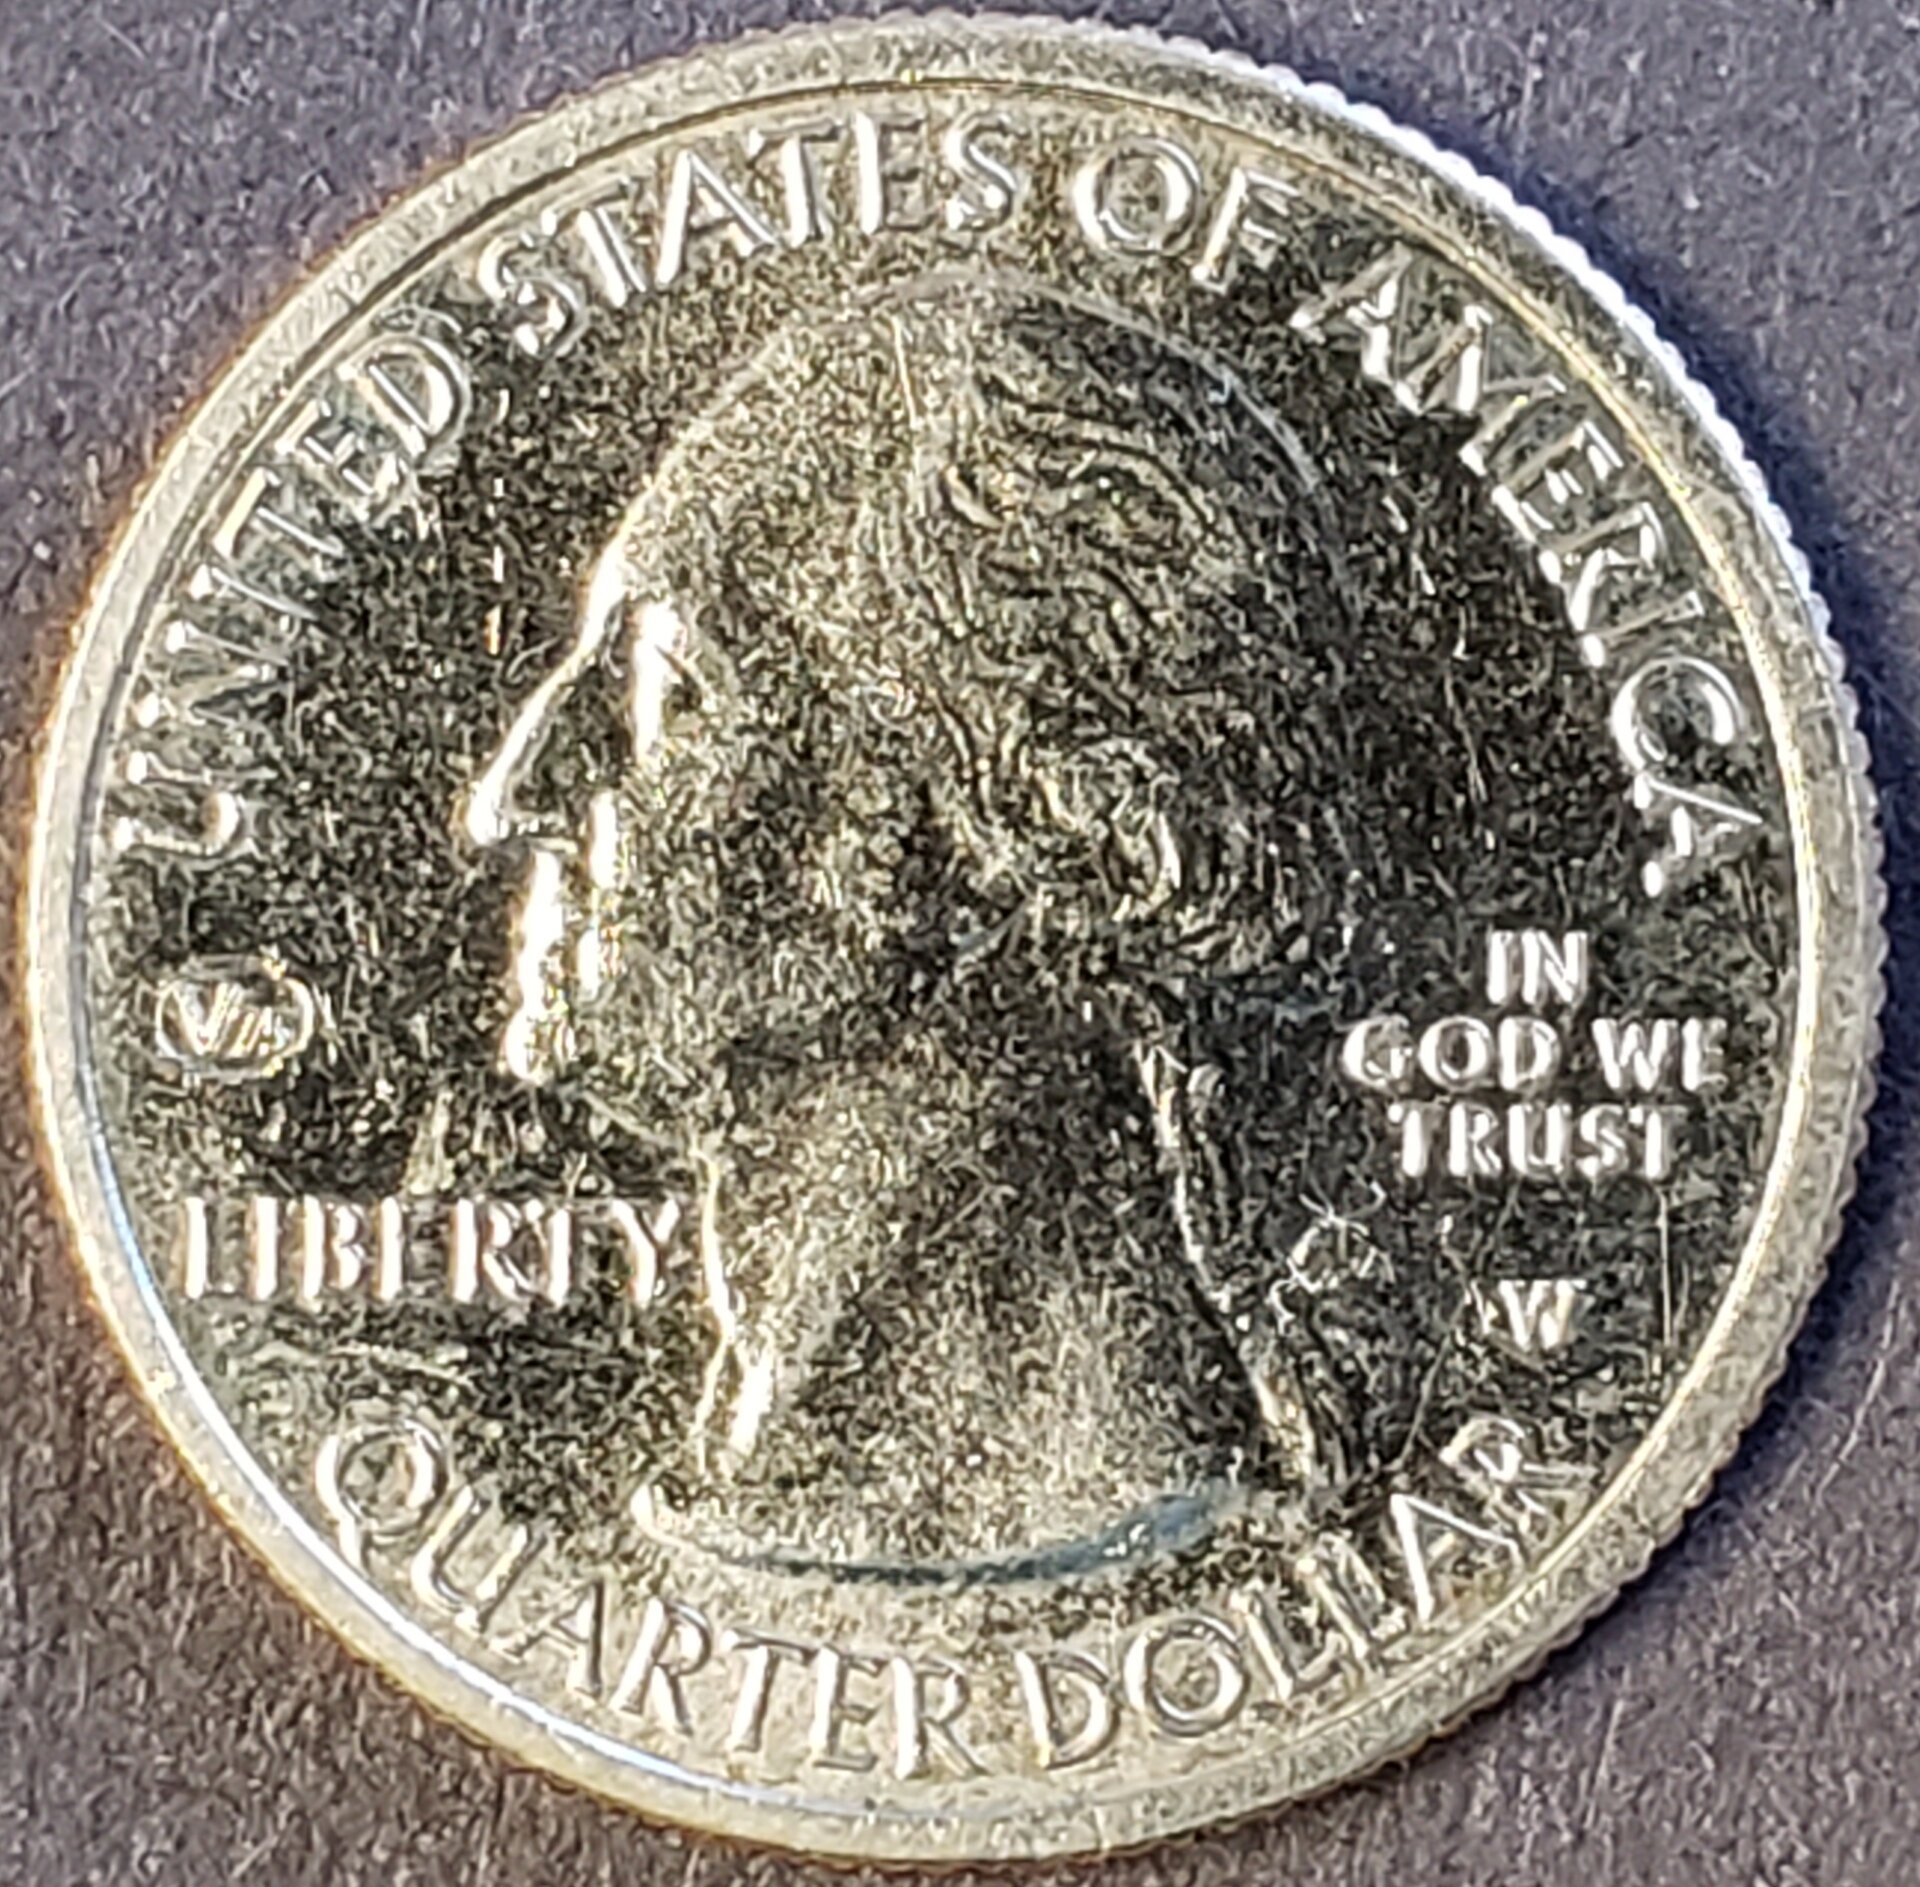 UNITED STATES OF AMERICA
IN
GOD WE
TRUST
LIBERTY
W
QUARTER DOLLAR